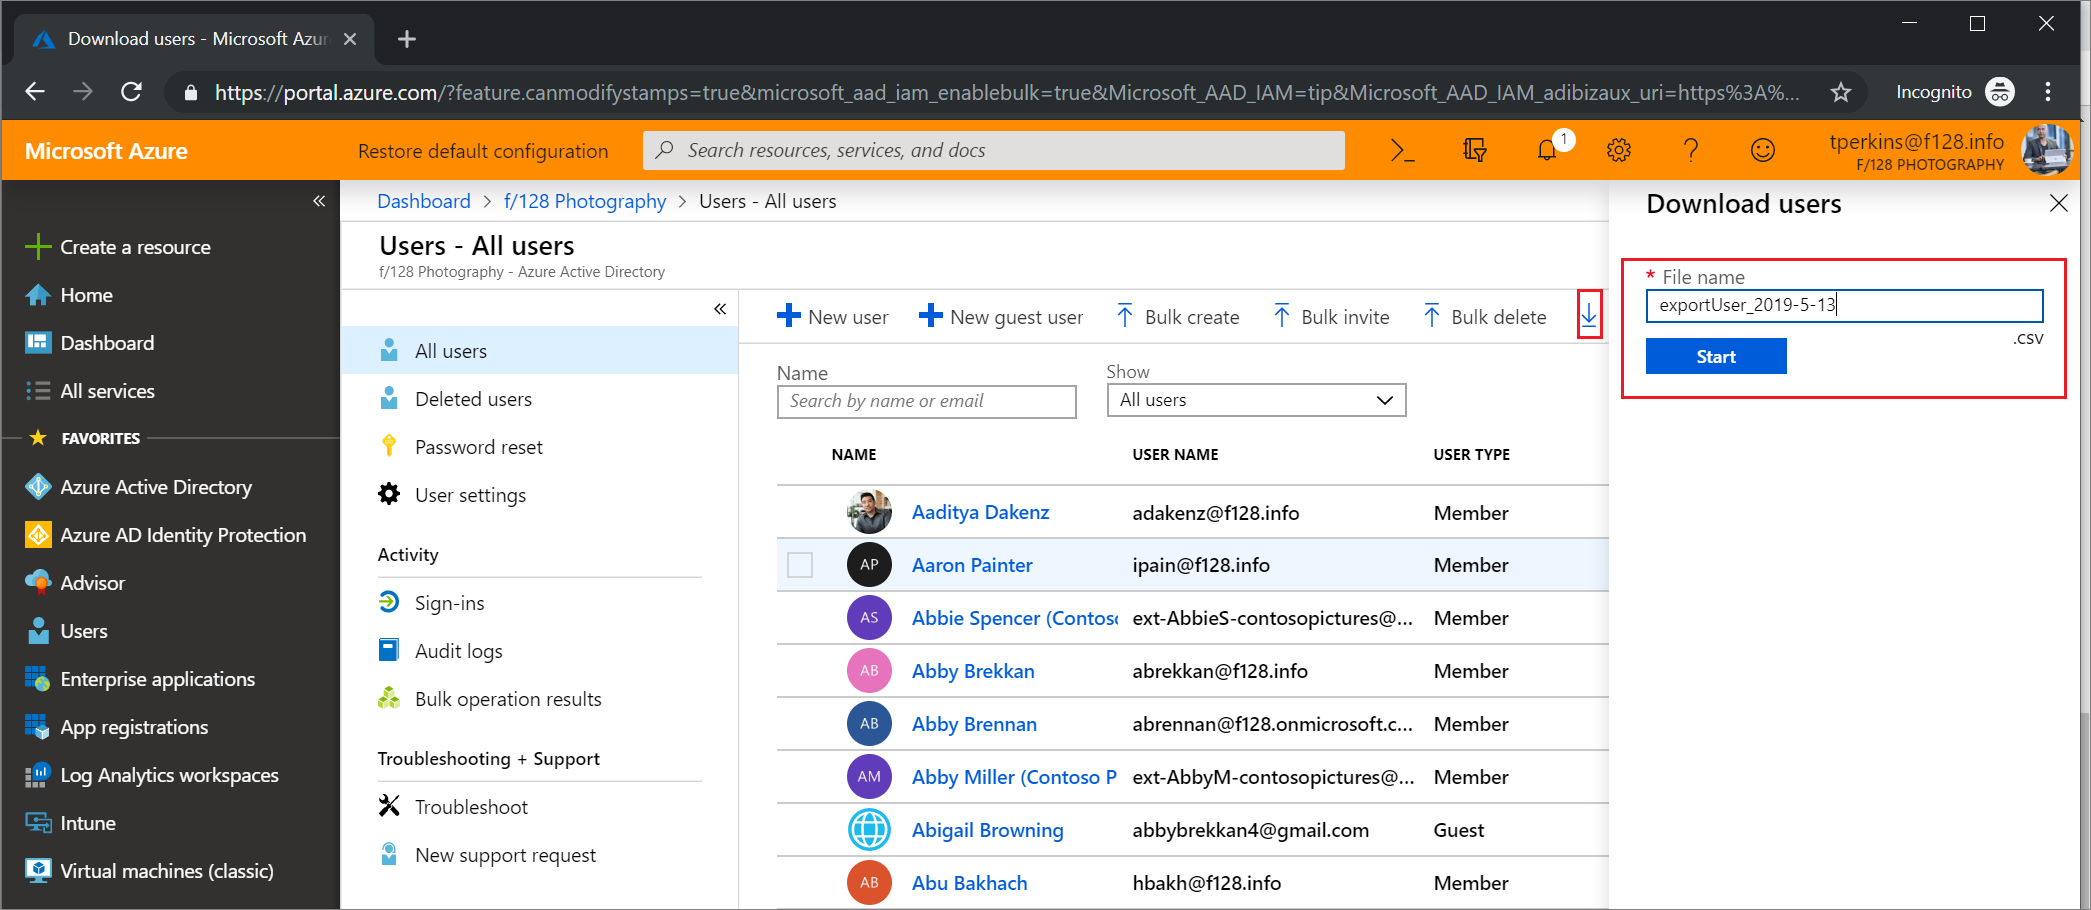 Download users - Microsoft Azur
https://portal.azure.com/?feature.canmodifystamps=true&microsoft_aad_iam_enablebulk=true&Microsoft_AAD_IAM=tip&Microsoft_AAD_IAM_adibizaux_uri=https%3A%...
Incognito
Microsoft Azure
Restore default configuration
Search resources, services, and docs
1
tperkins@f128.info
F/128 PHOTOGRAPHY
Create a resource
Home
Dashboard
All services
FAVORITES
Azure Active Directory
Azure AD Identity Protection
Advisor
Users
Enterprise applications
App registrations
Log Analytics workspaces
Intune
Virtual machines (classic)
Dashboard > f/128 Photography > Users - All users
Users - All users
f/128 Photography - Azure Active Directory
All users
Deleted users
Password reset
User settings
Activity
Sign-ins
Audit logs
Bulk operation results
Troubleshooting + Support
Troubleshoot
New support request
New user
New guest user
Bulk create
Bulk invite
Bulk delete
Name
Search by name or email
Show
All users
NAME USER NAME USER TYPE
Aaditya Dakenz adakenz@f128.info Member
AP Aaron Painter ipain@f128.info Member
AS Abbie Spencer (Contoso ext-AbbieS-contosopictures@... Member
AB Abby Brekkan abrekkan@f128.info Member
AB Abby Brennan abrennan@f128.onmicrosoft.c... Member
AM Abby Miller (Contoso P ext-AbbyM-contosopictures@... Member
Abigail Browning abbybrekkan4@gmail.com Guest
AB Abu Bakhach hbakh@f128.info Member
Download users
* File name
exportUser_2019-5-13
.csv
Start